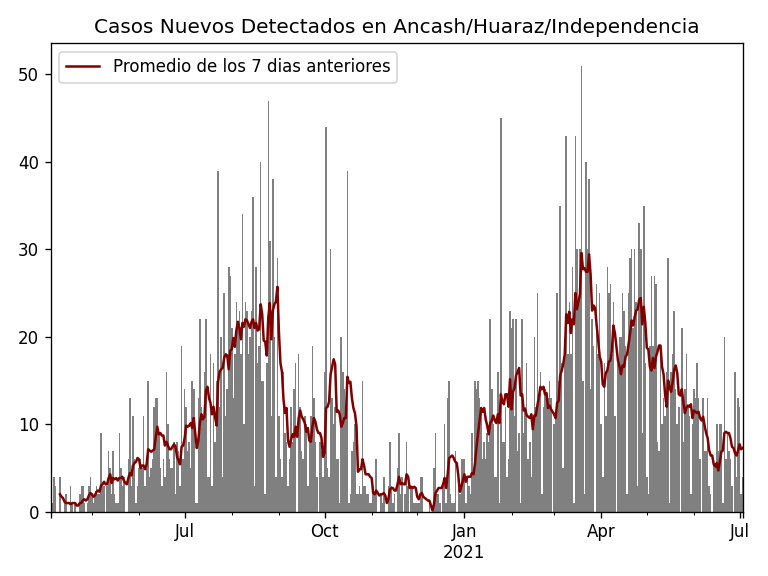 Casos Nuevos Detectados en Ancash/Huaraz/Independencia
Promedio de los 7 dias anteriores
50
40
30
20
10
0
Jul
Oct
Jan
2021
Apr
Jul